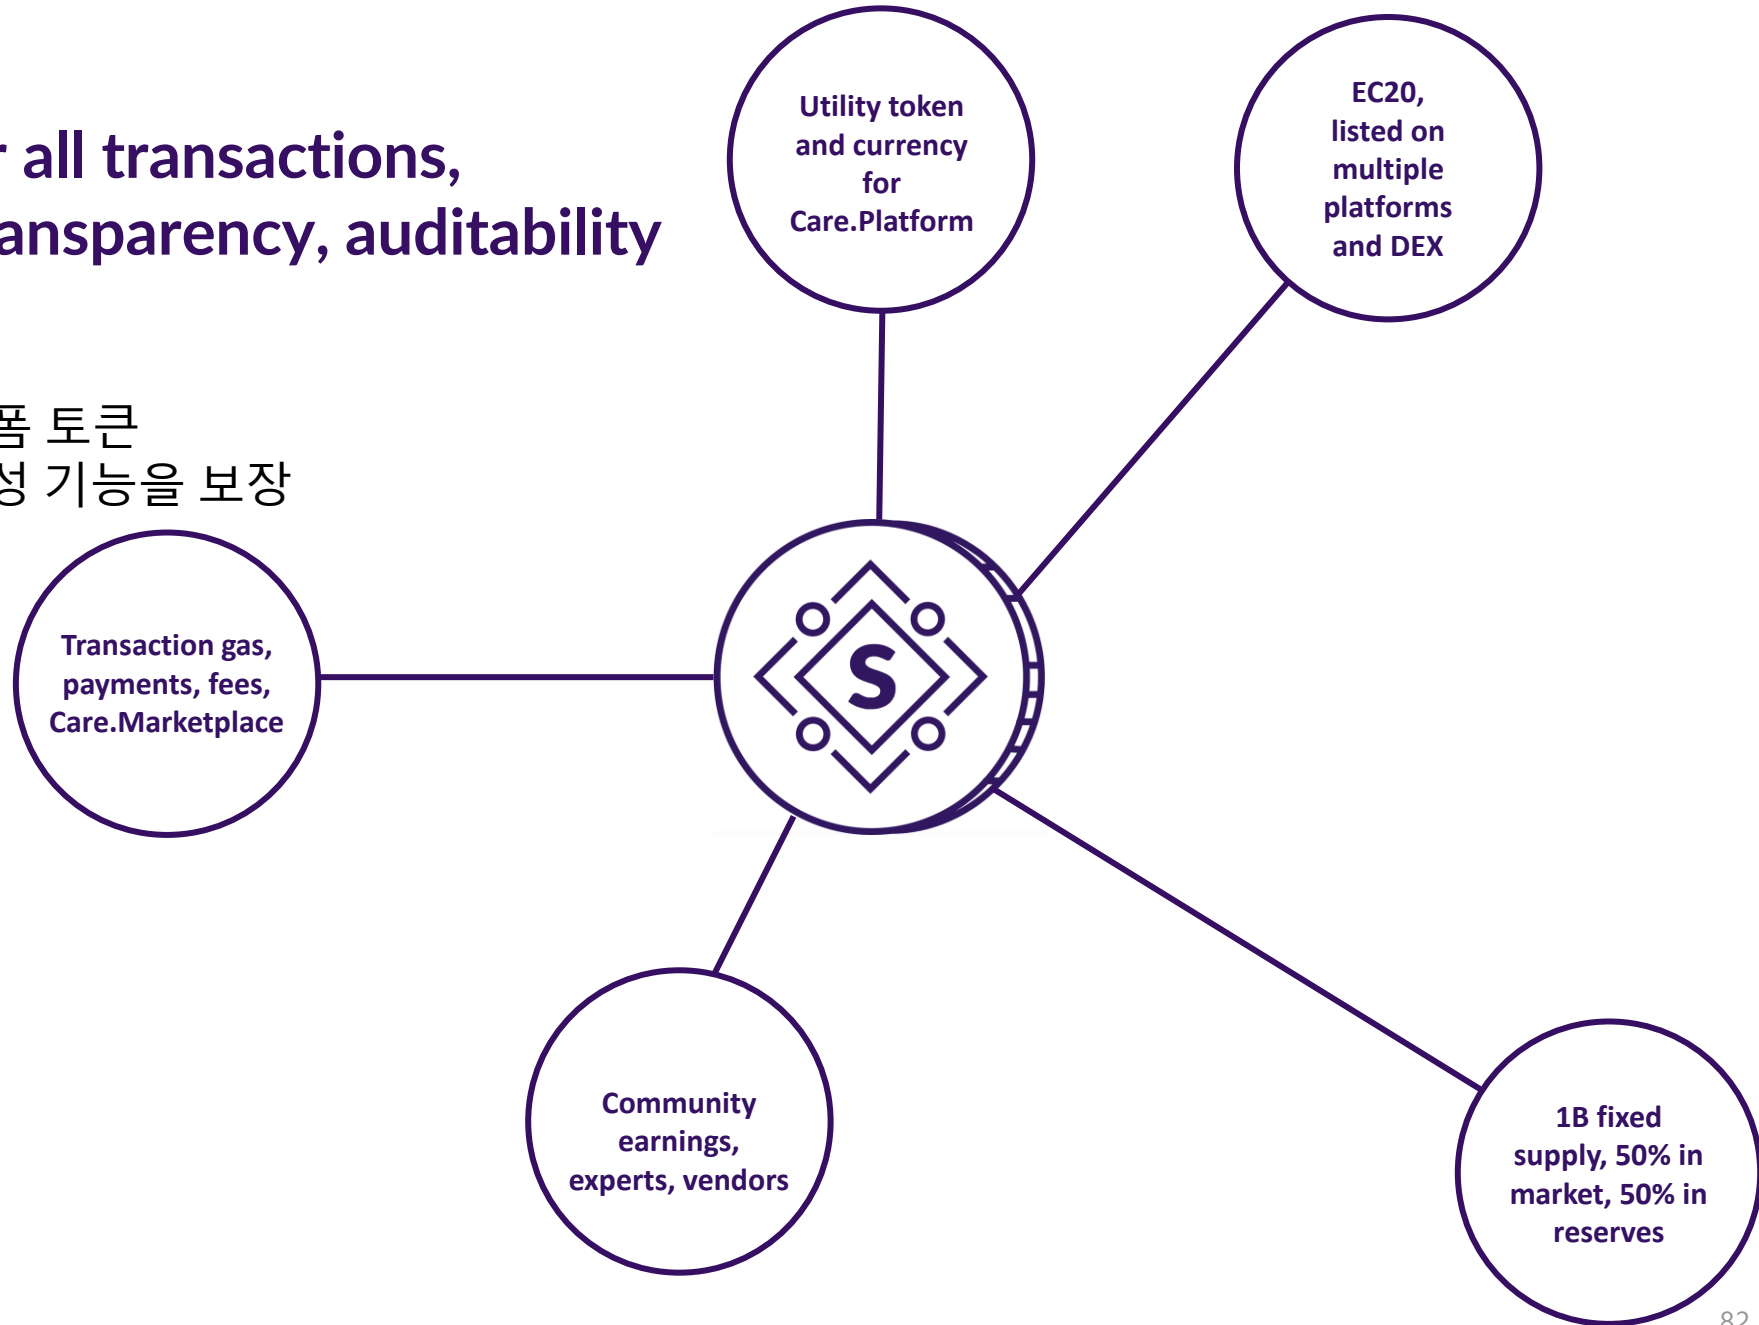 r all transactions,
ansparency, auditability
폼 토큰
성 기능을 보장
Utility token
and currency
for
Care.Platform
EC20,
listed on
multiple
platforms
and DEX
Transaction gas,
payments, fees,
Care.Marketplace
S
Community
earnings,
experts, vendors
1B fixed
supply, 50% in
market, 50% in
reserves
82